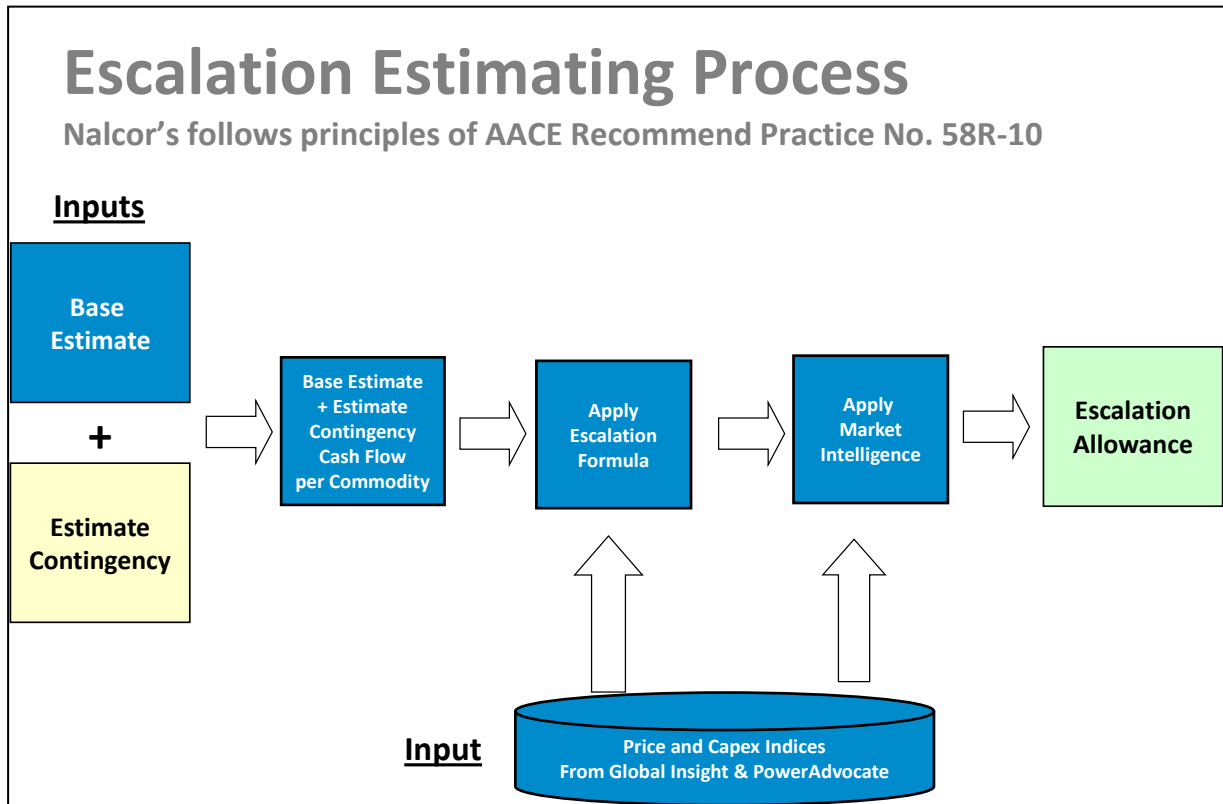 Escalation Estimating Process
Nalcor's follows principles of AACE Recommend Practice No. 58R-10
Inputs
Base
Estimate
+
Estimate
Contingency
Base Estimate
+ Estimate
Contingency
Cash Flow
per Commodity
Apply
Escalation
Formula
Apply
Market
Intelligence
Escalation
Allowance
Input
Price and Capex Indices
From Global Insight & PowerAdvocate